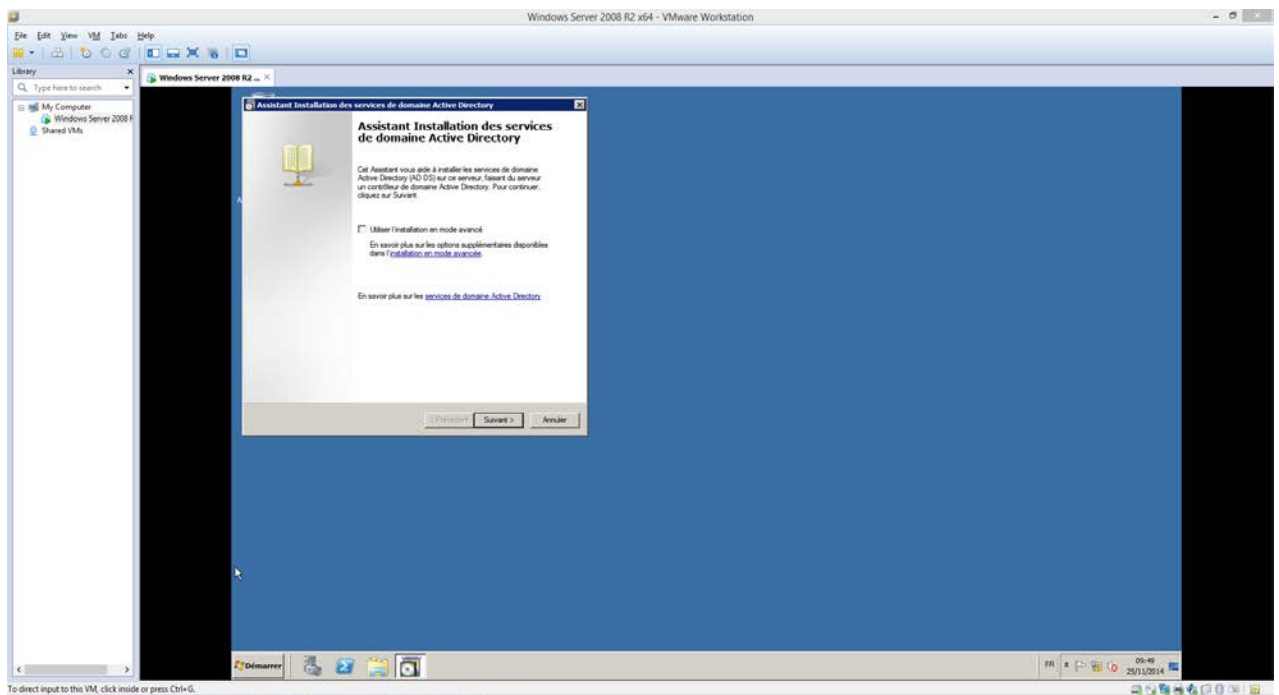 Windows Server 2008 R2 x64 - VMware Workstation
File Edit View VM Tabs Help
Library
Type here to search
My Computer
Windows Server 2008 R
Shared VMs
Windows Server 2008 R2 ...
Assistant Installation des services de domaine Active Directory
Assistant Installation des services
de domaine Active Directory
Cet Assistant vous aide à installer les services de domaine
Active Directory (AD DS) sur ce serveur, faisant du serveur
un contrôleur de domaine Active Directory. Pour continuer,
cliquez sur Suivant.
Utiliser l'installation en mode avancé
En savoir plus sur les options supplémentaires disponibles
dans l'installation en mode avancée.
En savoir plus sur les services de domaine Active Directory
< Précédent Suivant > Annuler
Démarrer
FR
09:49
25/11/2014
To direct input to this VM, click inside or press Ctrl+G.